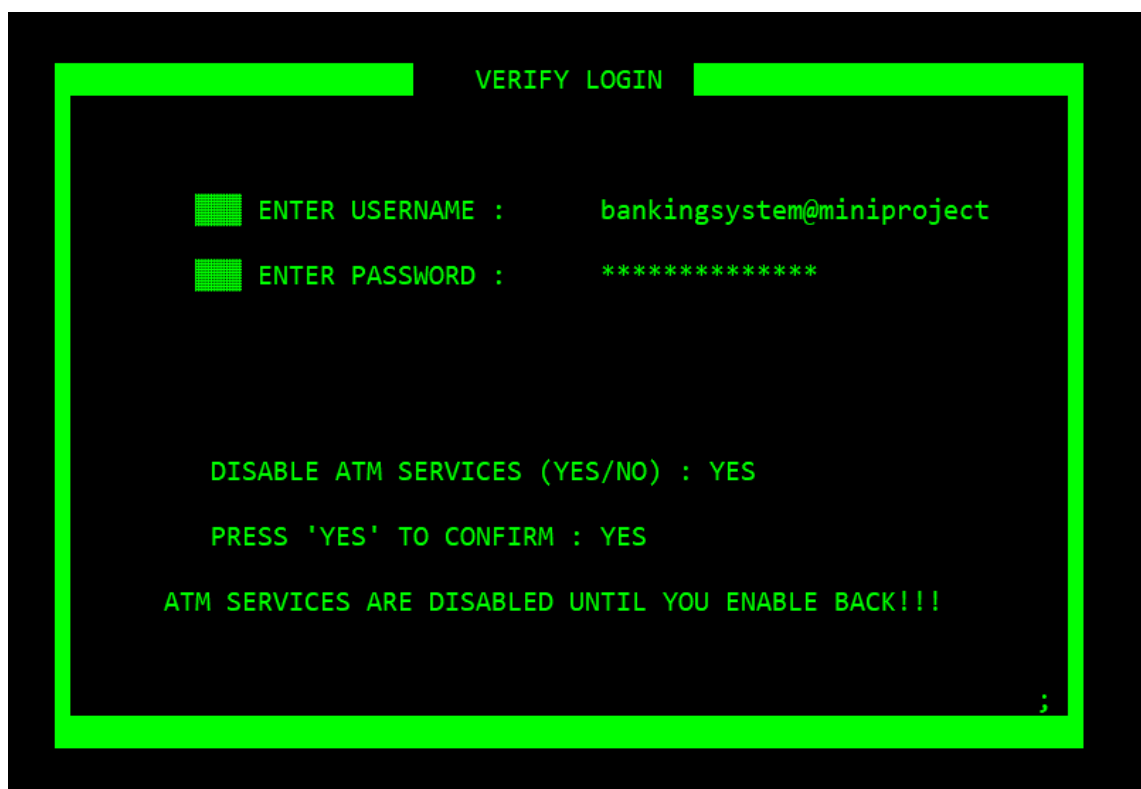 VERIFY LOGIN
ENTER USERNAME : bankingsystem@miniproject
ENTER PASSWORD : **************
DISABLE ATM SERVICES (YES/NO) : YES
PRESS 'YES' TO CONFIRM : YES
ATM SERVICES ARE DISABLED UNTIL YOU ENABLE BACK!!!
;